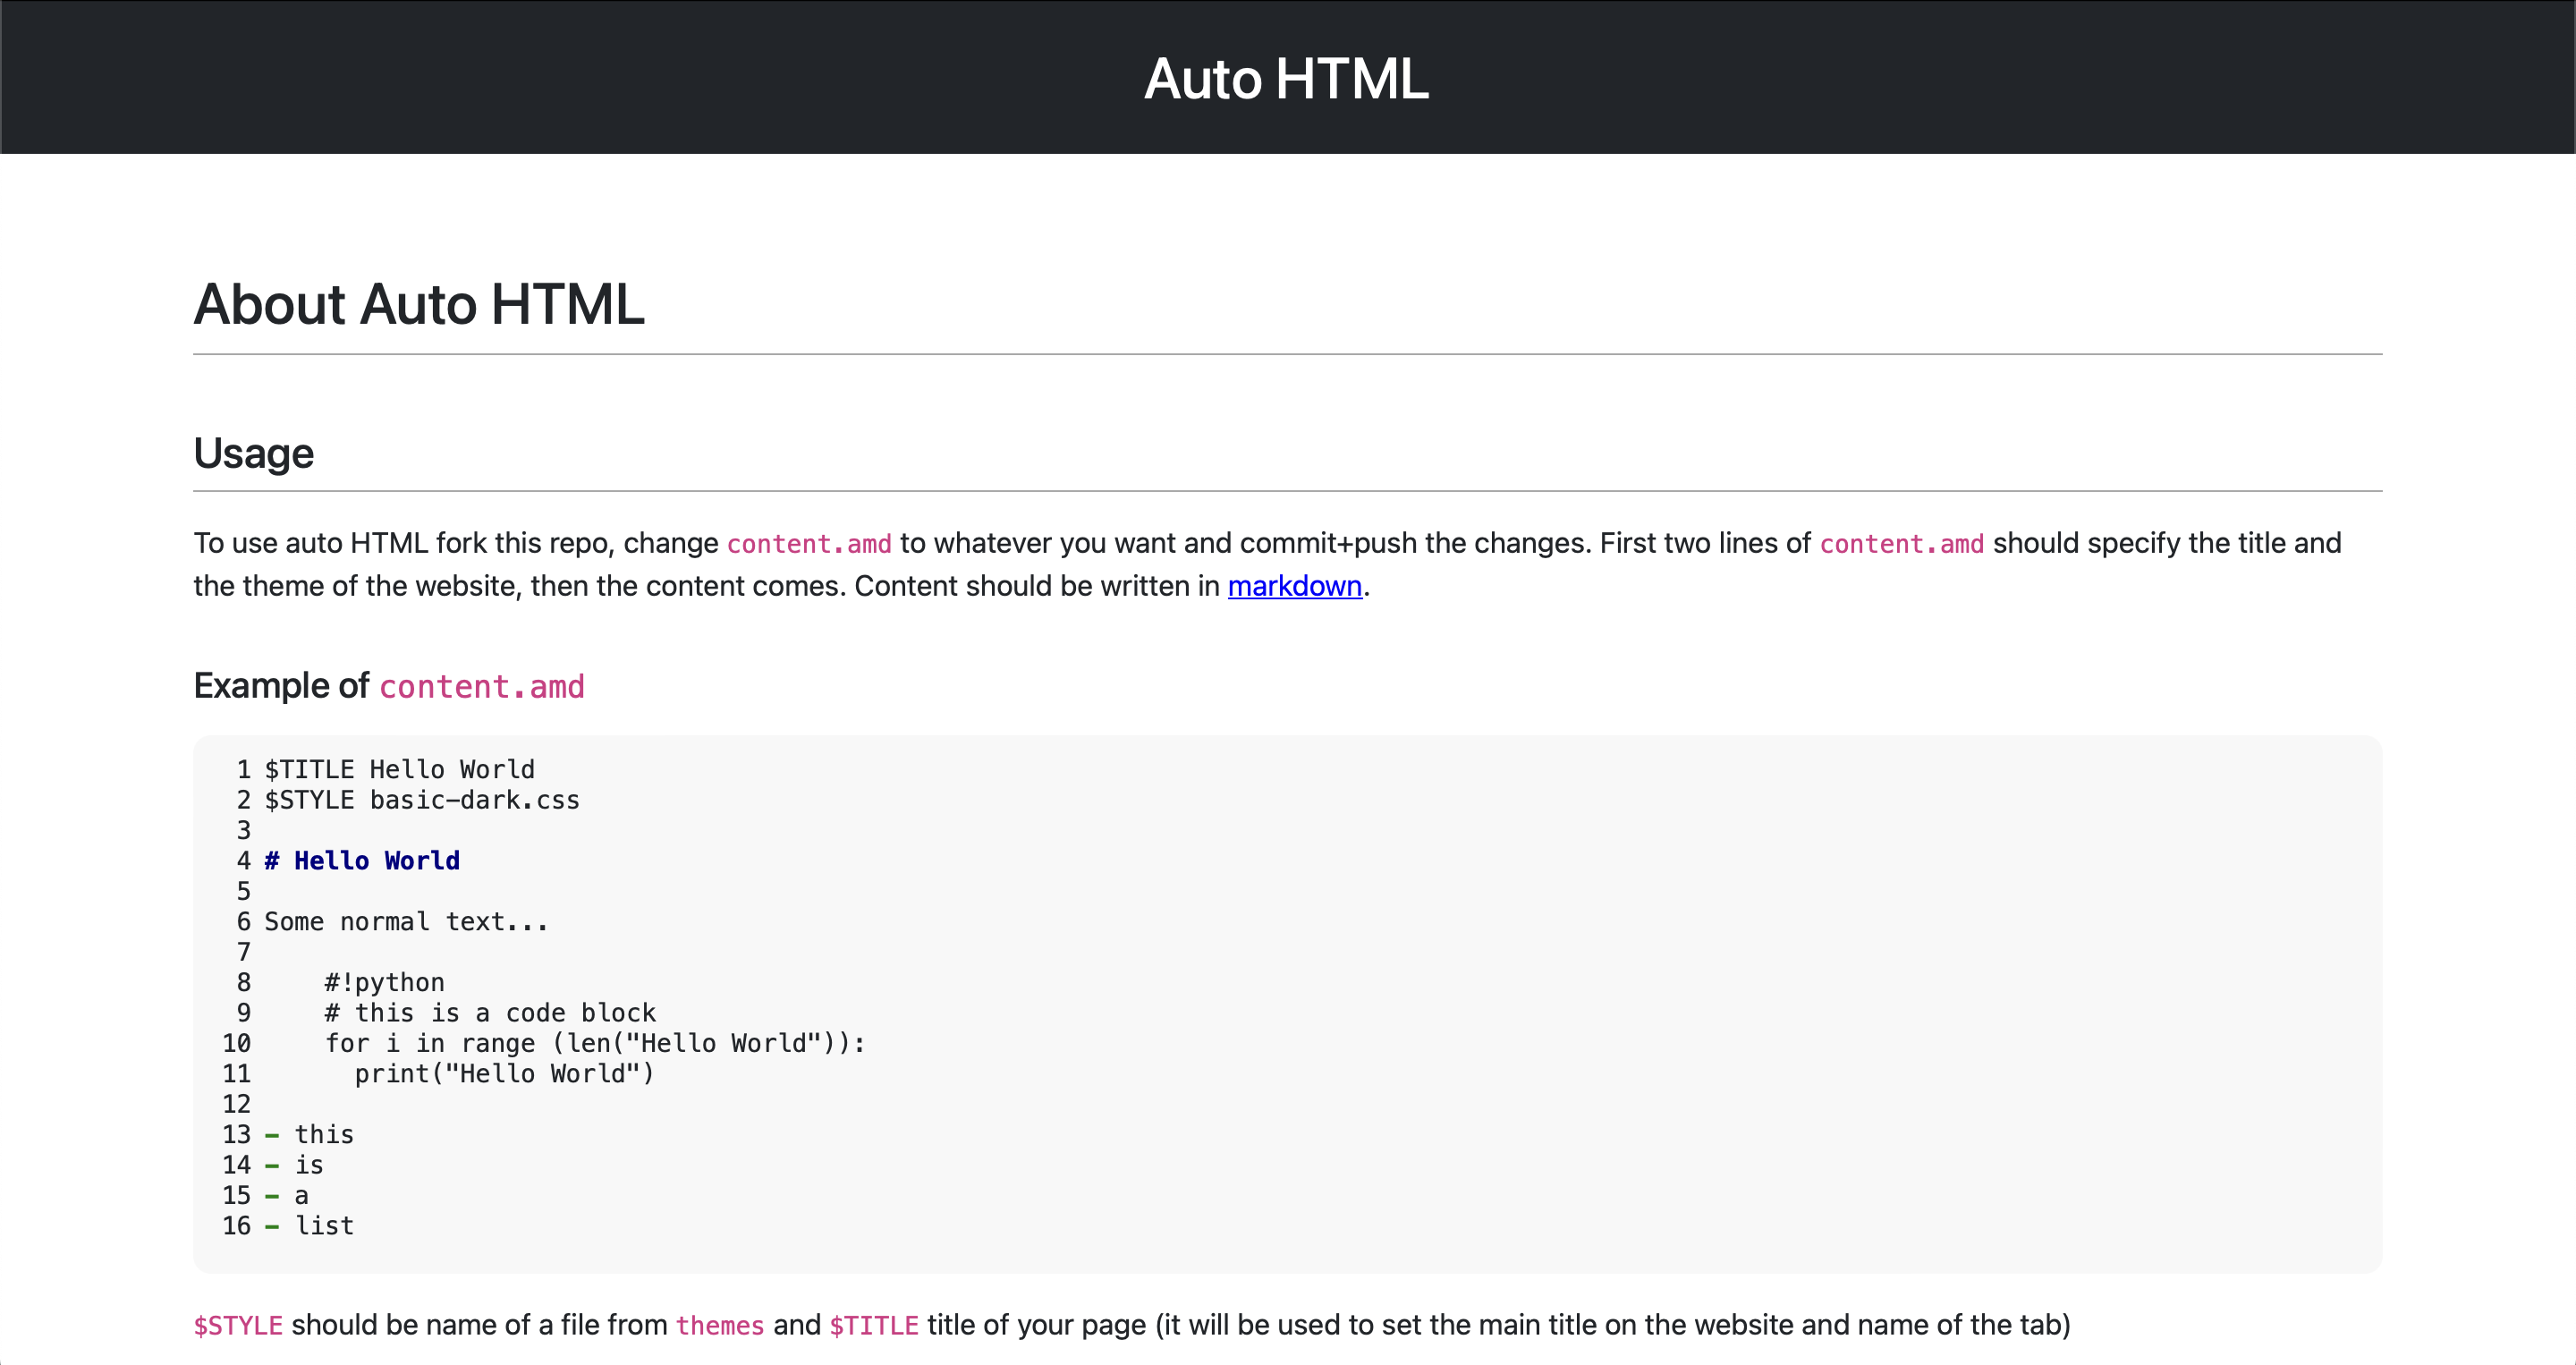 Auto HTML
About Auto HTML
Usage
To use auto HTML fork this repo, change content.amd to whatever you want and commit+push the changes. First two lines of content.amd should specify the title and
the theme of the website, then the content comes. Content should be written in markdown.
Example of content.amd
1 $TITLE Hello World
2 $STYLE basic-dark.css
3
4 # Hello World
5
6 Some normal text...
7
8     #!python
9     # this is a code block
10     for i in range (len("Hello World")):
11       print("Hello World")
12
13 - this
14 - is
15 - a
16 - list
$STYLE should be name of a file from themes and $TITLE title of your page (it will be used to set the main title on the website and name of the tab)